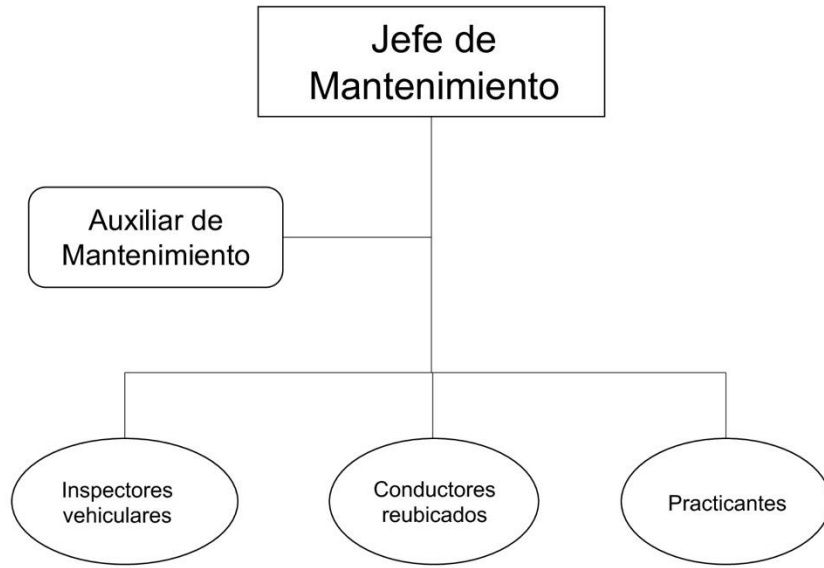 Jefe de
Mantenimiento
Auxiliar de
Mantenimiento
Inspectores
vehiculares
Conductores
reubicados
Practicantes